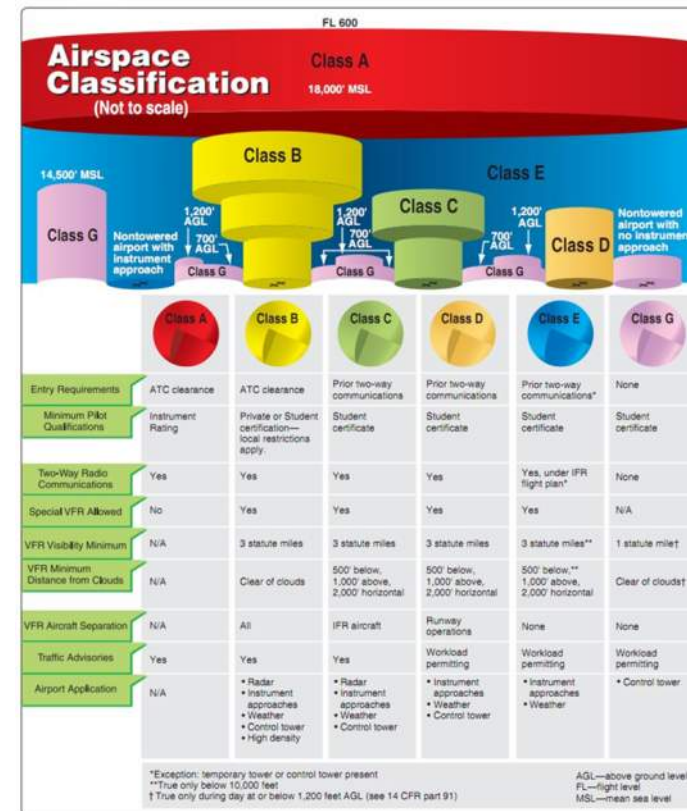 FL 600
Airspace
Classification
(Not to scale)
Class A
18,000' MSL
Class B
Class E
14,500' MSL
Class G
Nontowered
airport with
instrument
approach
1,200'
AGL
700'
AGL
Class G
1,200'
AGL
700'
AGL
Class G
Class C
1,200'
AGL
700'
AGL
Class G
Class D
Nontowered
airport with
no instrument
approach
Class A
Class B
Class C
Class D
Class E
Class G
Entry Requirements
ATC clearance
ATC clearance
Prior two-way
communications
Prior two-way
communications
Prior two-way
communications*
None
Minimum Pilot
Qualifications
Instrument
Rating
Private or Student
certification—
local restrictions
apply.
Student
certificate
Student
certificate
Student
certificate
Student
certificate
Two-Way Radio
Communications
Yes
Yes
Yes
Yes
Yes, under IFR
flight plan*
None
Special VFR Allowed
No
Yes
Yes
Yes
Yes
N/A
VFR Visibility Minimum
N/A
3 statute miles
3 statute miles
3 statute miles
3 statute miles**
1 statute mile†
VFR Minimum
Distance from Clouds
N/A
Clear of clouds
500' below,
1,000' above,
2,000' horizontal
500' below,
1,000' above,
2,000' horizontal
500' below,**
1,000' above,
2,000' horizontal
Clear of clouds†
VFR Aircraft Separation
N/A
All
IFR aircraft
Runway
operations
None
None
Traffic Advisories
Yes
Yes
Yes
Workload
permitting
Workload
permitting
Workload
permitting
Airport Application
N/A
• Radar
• Instrument
approaches
• Weather
• Control tower
• High density
• Radar
• Instrument
approaches
• Weather
• Control tower
• Instrument
approaches
• Weather
• Control tower
• Instrument
approaches
• Weather
• Control tower
*Exception: temporary tower or control tower present
**True only below 10,000 feet
† True only during day at or below 1,200 feet AGL (see 14 CFR part 91)
AGL—above ground level
FL—flight level
MSL—mean sea level